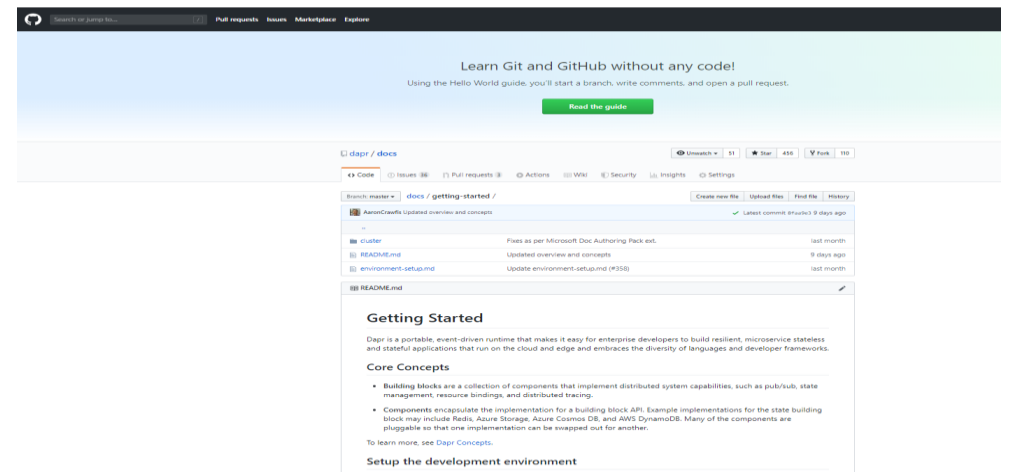 Search or jump to... /
Pull requests Issues Marketplace Explore
Learn Git and GitHub without any code!
Using the Hello World guide, you'll start a branch, write comments, and open a pull request.
Read the guide
dapr / docs
Unwatch 51 Star 456 Fork 110
Code Issues 56 Pull requests 3 Actions Wiki Security Insights Settings
Branch: master docs / getting-started /
Create new file Upload files Find file History
AaronCrawfis Updated overview and concepts
Latest commit 9 days ago
..
cluster Fixes as per Microsoft Doc Authoring Pack ext. last month
README.md Updated overview and concepts 9 days ago
environment-setup.md Update environment-setup.md (#358) last month
README.md
Getting Started
Dapr is a portable, event-driven runtime that makes it easy for enterprise developers to build resilient, microservice stateless
and stateful applications that run on the cloud and edge and embraces the diversity of languages and developer frameworks.
Core Concepts
• Building blocks are a collection of components that implement distributed system capabilities, such as pub/sub, state
management, resource bindings, and distributed tracing.
• Components encapsulate the implementation for a building block API. Example implementations for the state building
block may include Redis, Azure Storage, Azure Cosmos DB, and AWS DynamoDB. Many of the components are
pluggable so that one implementation can be swapped out for another.
To learn more, see Dapr Concepts.
Setup the development environment